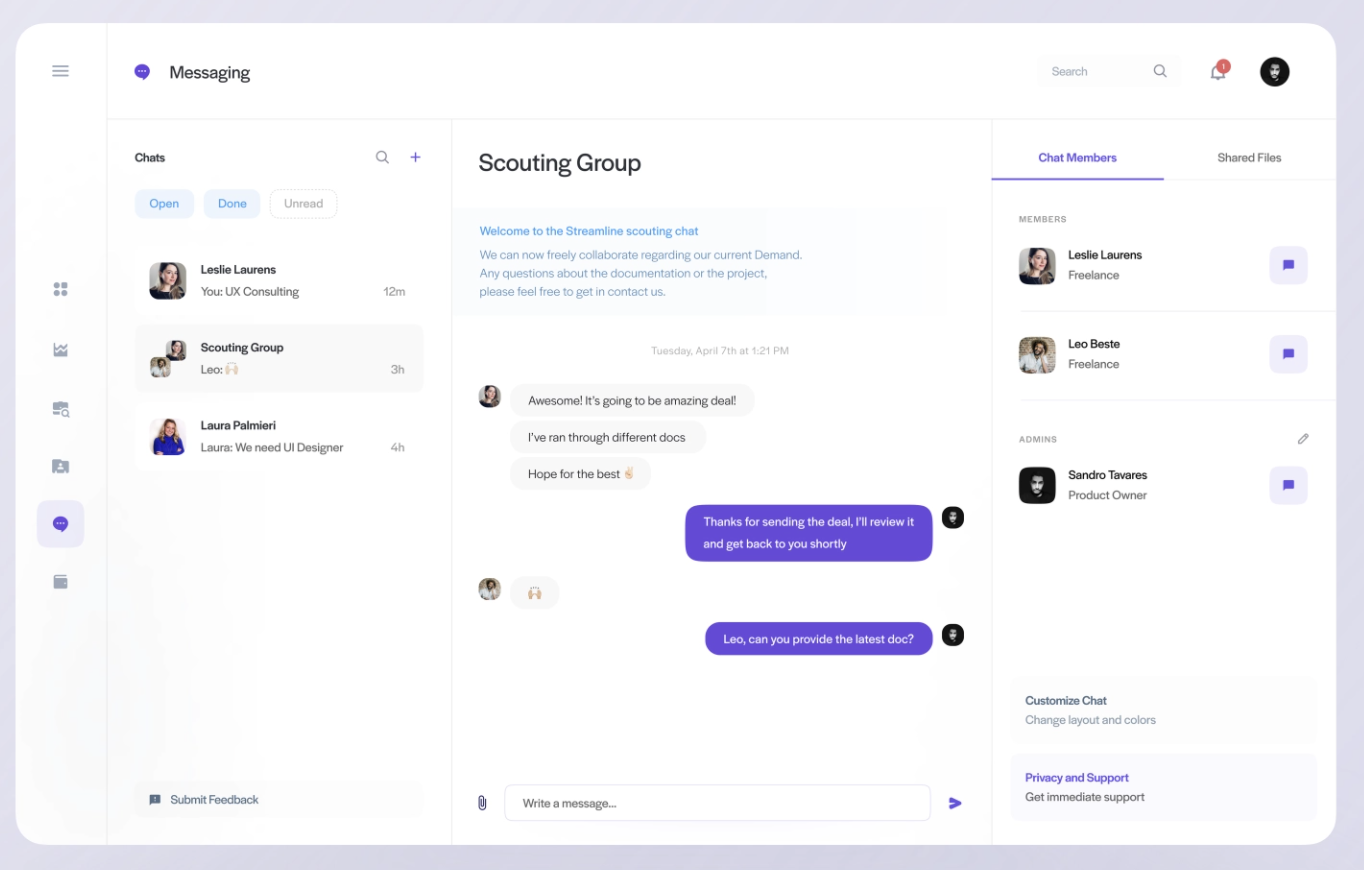 Messaging
Search
1
Chats
Open
Done
Unread
Leslie Laurens
You: UX Consulting
12m
Scouting Group
Leo: 🙌🏼
3h
Laura Palmieri
Laura: We need UI Designer
4h
Submit Feedback
Scouting Group
Welcome to the Streamline scouting chat
We can now freely collaborate regarding our current Demand.
Any questions about the documentation or the project,
please feel free to get in contact us.
Tuesday, April 7th at 1:21 PM
Awesome! It's going to be amazing deal!
I've ran through different docs
Hope for the best ✌🏼
Thanks for sending the deal, I'll review it
and get back to you shortly
🙌🏼
Leo, can you provide the latest doc?
Write a message...
Chat Members
Shared Files
MEMBERS
Leslie Laurens
Freelance
Leo Beste
Freelance
ADMINS
Sandro Tavares
Product Owner
Customize Chat
Change layout and colors
Privacy and Support
Get immediate support